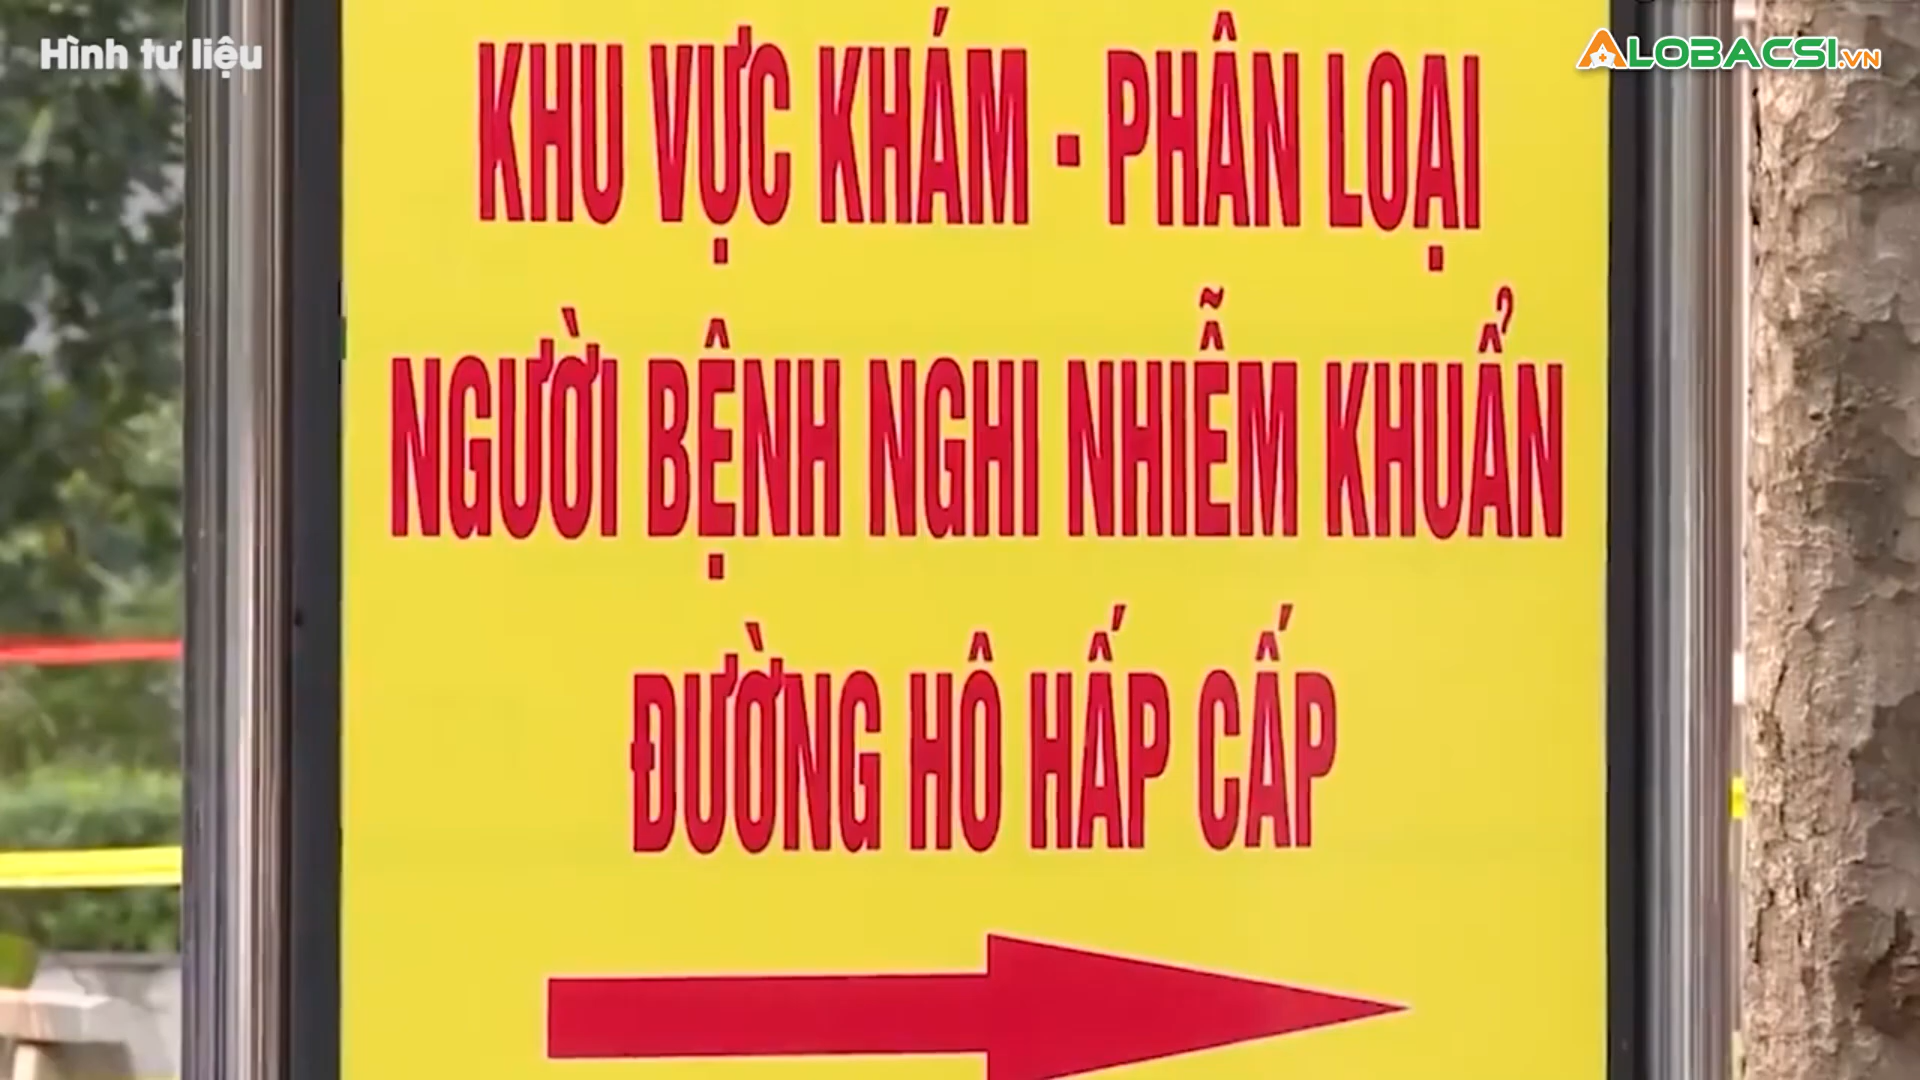 Hình tư liệu
ALOBACSI.VN
KHU VỰC KHÁM - PHÂN LOẠI
NGƯỜI BỆNH NGHI NHIỄM KHUẨN
ĐƯỜNG HÔ HẤP CẤP